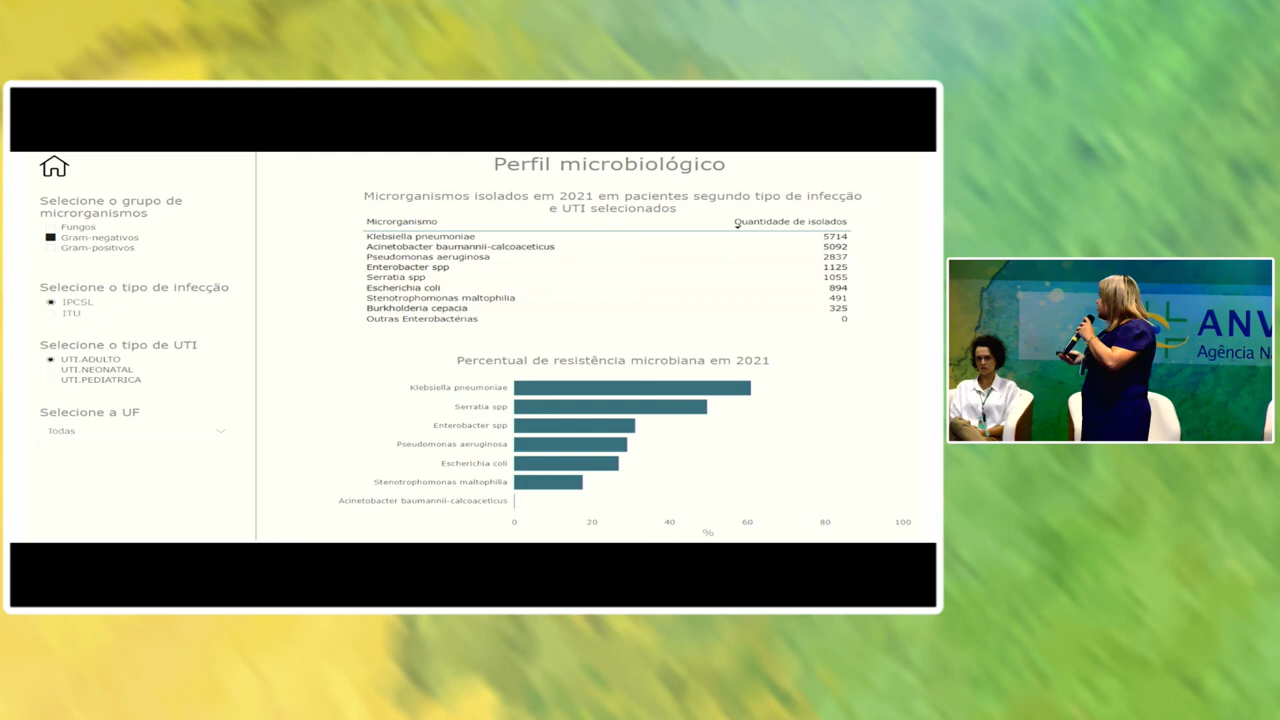 Perfil microbiológico
Selecione o grupo de
microrganismos
Fungos
Gram-negativos
Gram-positivos
Selecione o tipo de infecção
IPCSL
ITU
Selecione o tipo de UTI
UTI.ADULTO
UTI.NEONATAL
UTI.PEDIATRICA
Selecione a UF
Todas
Microrganismos isolados em 2021 em pacientes segundo tipo de infecção
e UTI selecionados
Microrganismo Quantidade de isolados
Klebsiella pneumoniae 5714
Acinetobacter baumannii-calcoaceticus 5092
Pseudomonas aeruginosa 2837
Enterobacter spp 1125
Serratia spp 1055
Escherichia coli 894
Stenotrophomonas maltophilia 491
Burkholderia cepacia 325
Outras Enterobactérias 0
Percentual de resistência microbiana em 2021
Klebsiella pneumoniae
Serratia spp
Enterobacter spp
Pseudomonas aeruginosa
Escherichia coli
Stenotrophomonas maltophilia
Acinetobacter baumannii-calcoaceticus
0 20 40 60 80 100
%
ANV
Agência Na